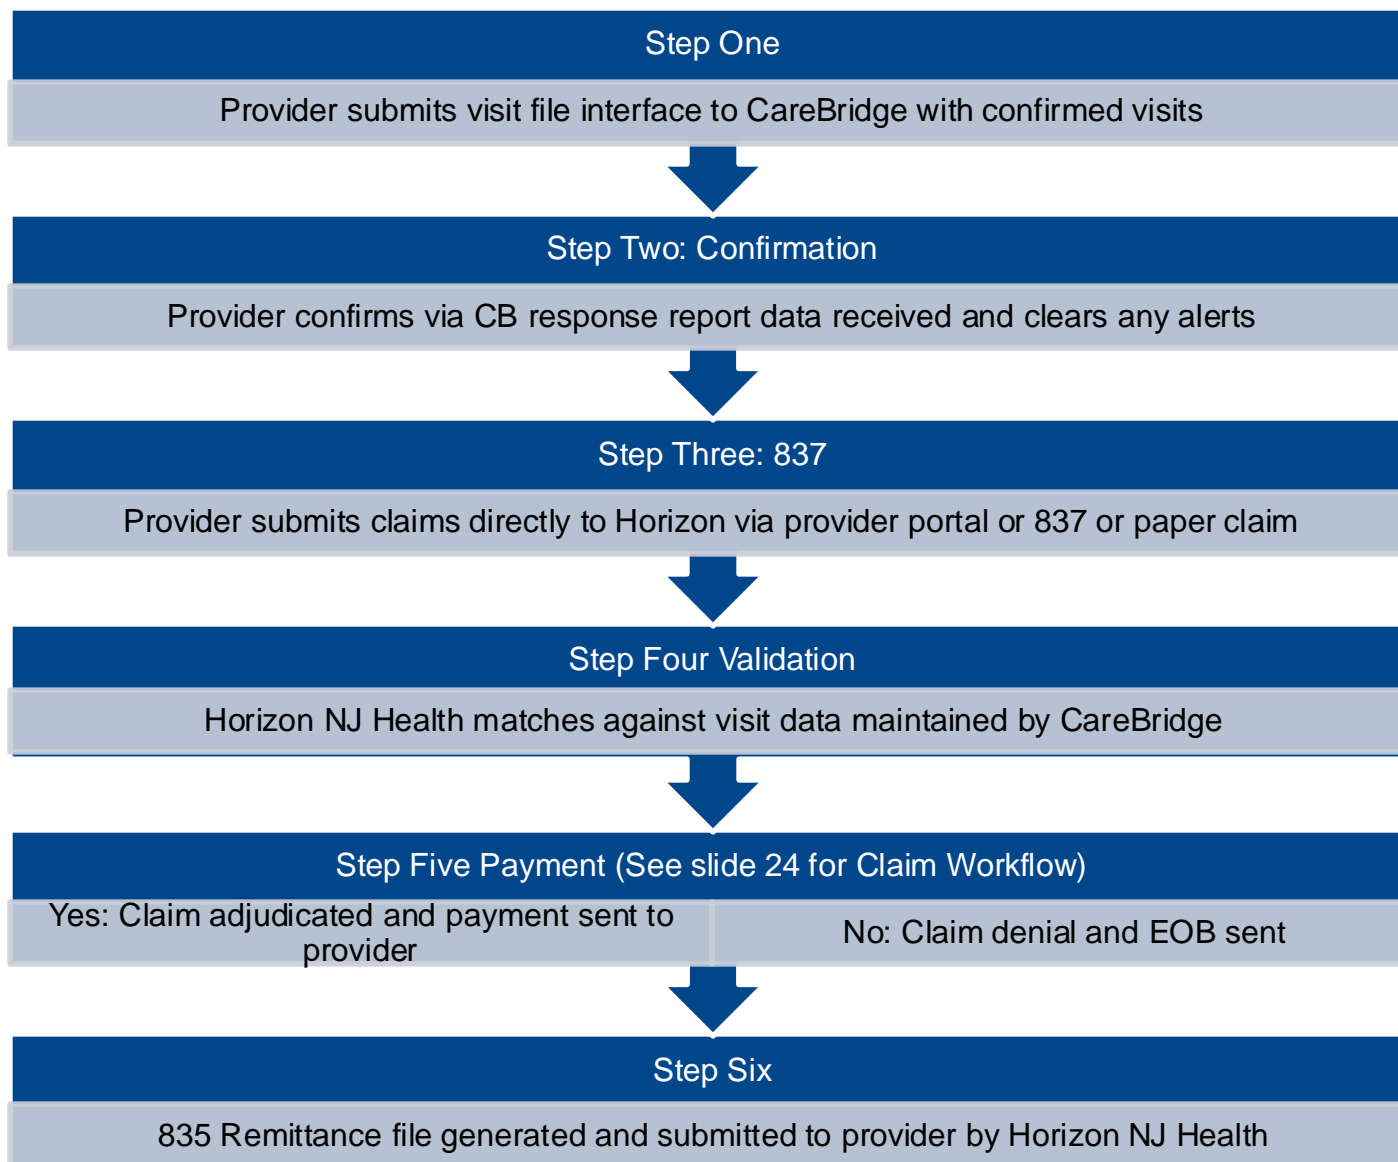 Step One
Provider submits visit file interface to CareBridge with confirmed visits
Step Two: Confirmation
Provider confirms via CB response report data received and clears any alerts
Step Three: 837
Provider submits claims directly to Horizon via provider portal or 837 or paper claim
Step Four Validation
Horizon NJ Health matches against visit data maintained by CareBridge
Step Five Payment (See slide 24 for Claim Workflow)
Yes: Claim adjudicated and payment sent to
provider
No: Claim denial and EOB sent
Step Six
835 Remittance file generated and submitted to provider by Horizon NJ Health